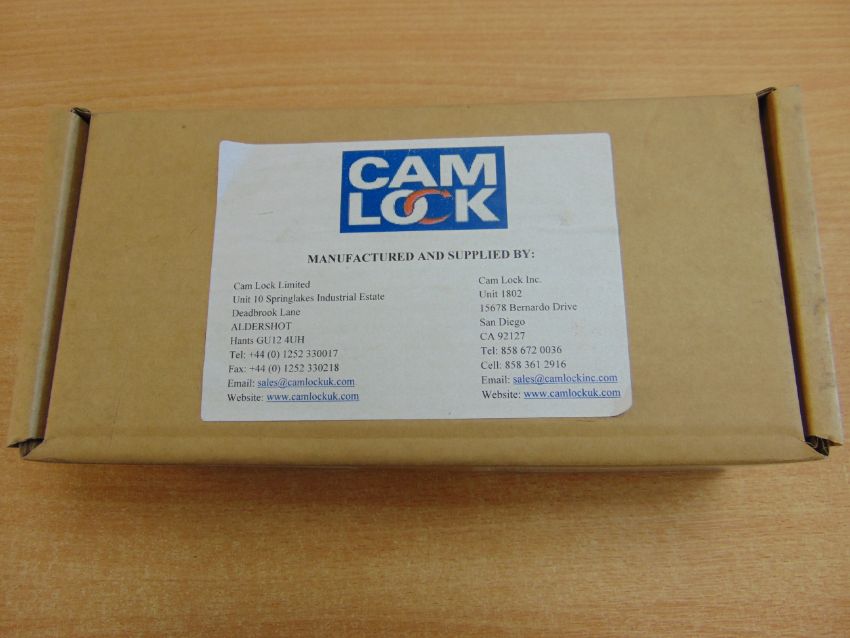 CAM
LOCK
MANUFACTURED AND SUPPLIED BY:
Cam Lock Limited
Unit 10 Springlakes Industrial Estate
Deadbrook Lane
ALDERSHOT
Hants GU12 4UH
Tel: +44 (0) 1252 330017
Fax: +44 (0) 1252 330218
Email: sales@camlockuk.com
Website: www.camlockuk.com
Cam Lock Inc.
Unit 1802
15678 Bernardo Drive
San Diego
CA 92127
Tel: 858 672 0036
Cell: 858 361 2916
Email: sales@camlockinc.com
Website: www.camlockuk.com